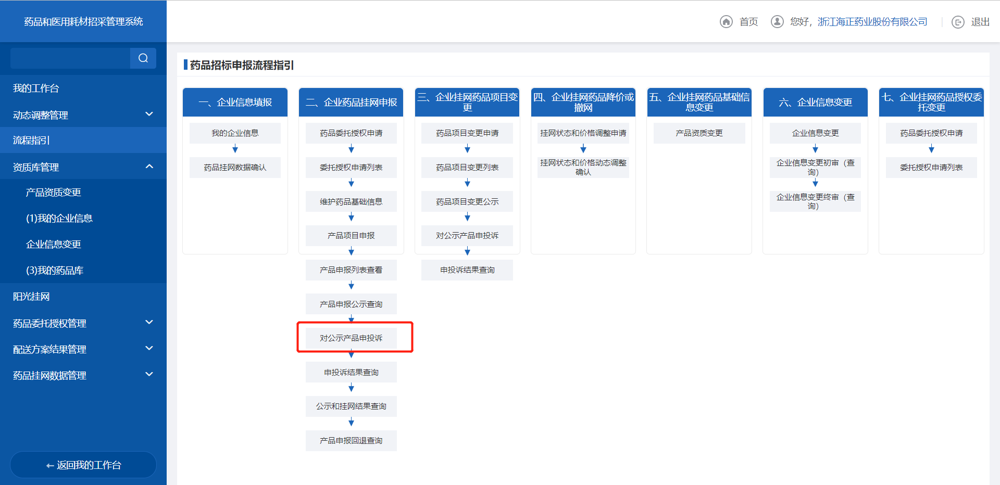 药品和医用耗材招采管理系统
首页
您好，浙江海正药业股份有限公司
退出
我的工作台
动态调整管理
流程指引
资质库管理
产品资质变更
(1)我的企业信息
企业信息变更
(3)我的药品库
阳光挂网
药品委托授权管理
配送方案结果管理
药品挂网数据管理
返回我的工作台
药品招标申报流程指引
一、企业信息填报
我的企业信息
药品挂网数据确认
二、企业药品挂网申报
药品委托授权申请
委托授权申请列表
维护药品基础信息
产品项目申报
产品申报列表查看
产品申报公示查询
对公示产品申投诉
申投诉结果查询
公示和挂网结果查询
产品申报回退查询
三、企业挂网药品项目变
更
药品项目变更申请
药品项目变更列表
药品项目变更公示
对公示产品申投诉
申投诉结果查询
四、企业挂网药品降价或
撤网
挂网状态和价格调整申请
挂网状态和价格动态调整
确认
五、企业挂网药品基础信
息变更
产品资质变更
六、企业信息变更
企业信息变更
企业信息变更初审（查
询）
企业信息变更终审（查
询）
七、企业挂网药品授权委
托变更
药品委托授权申请
委托授权申请列表